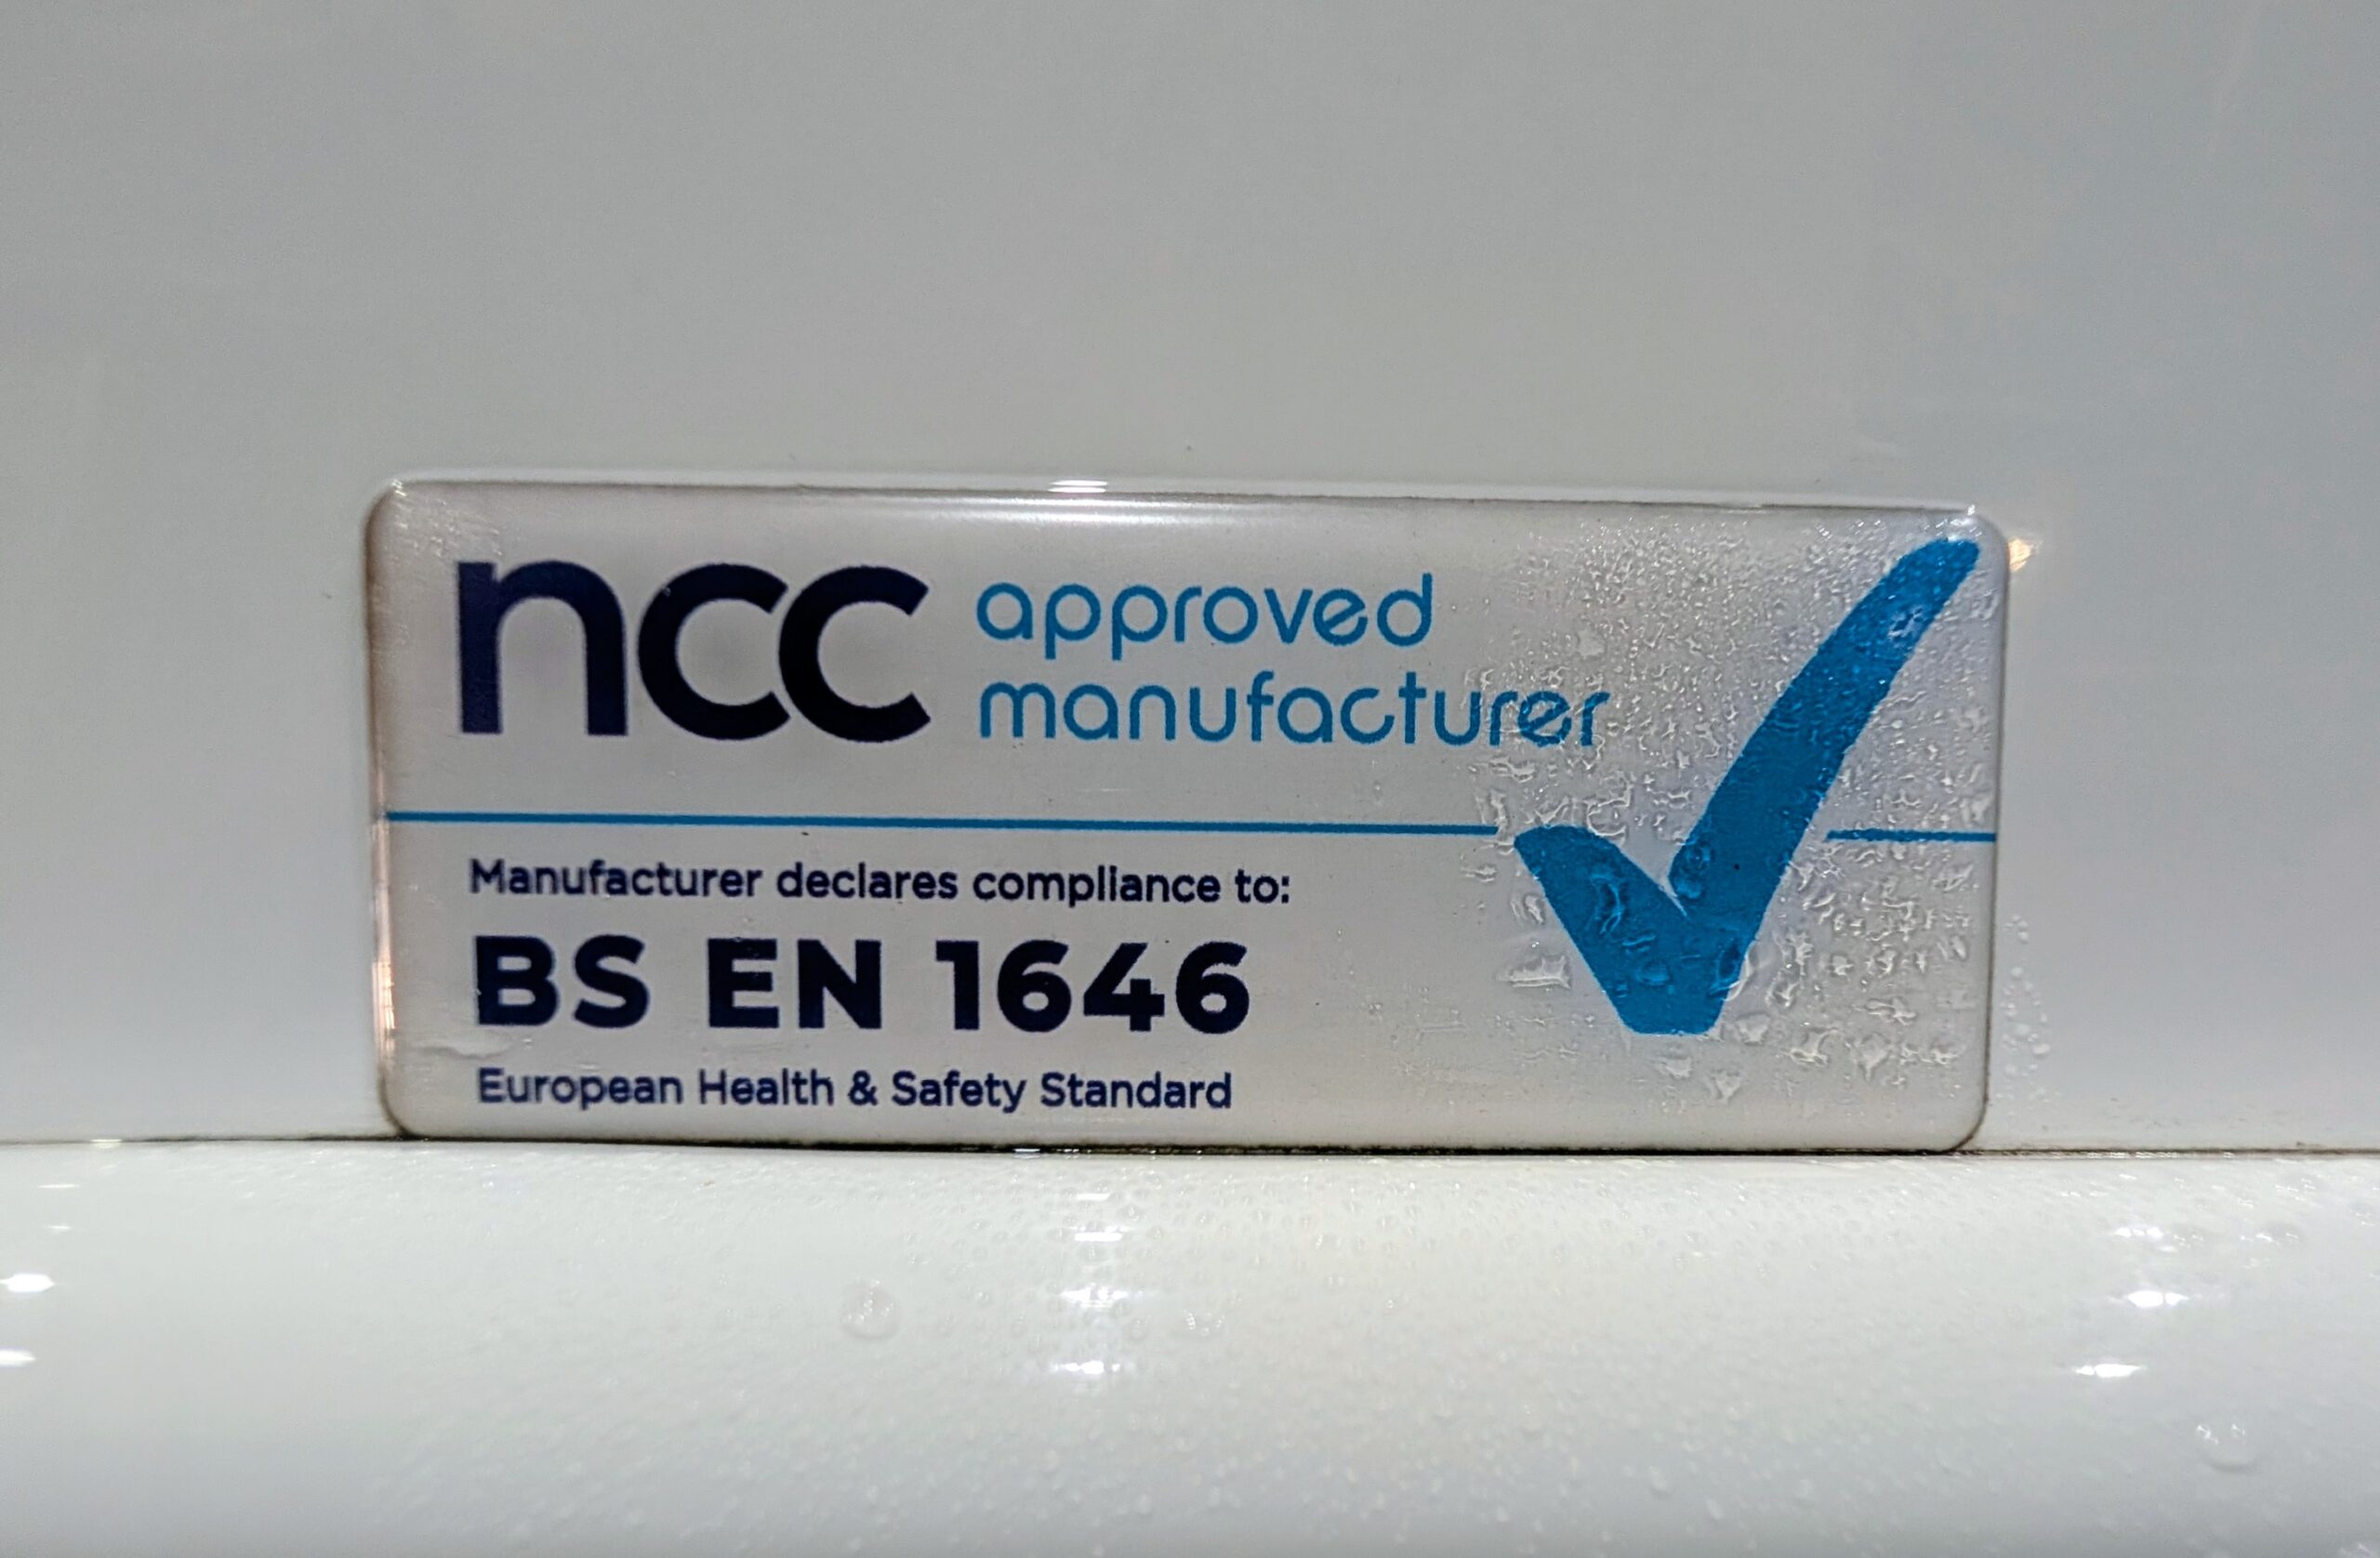 ncc approved
manufacturer
Manufacturer declares compliance to:
BS EN 1646
European Health & Safety Standard